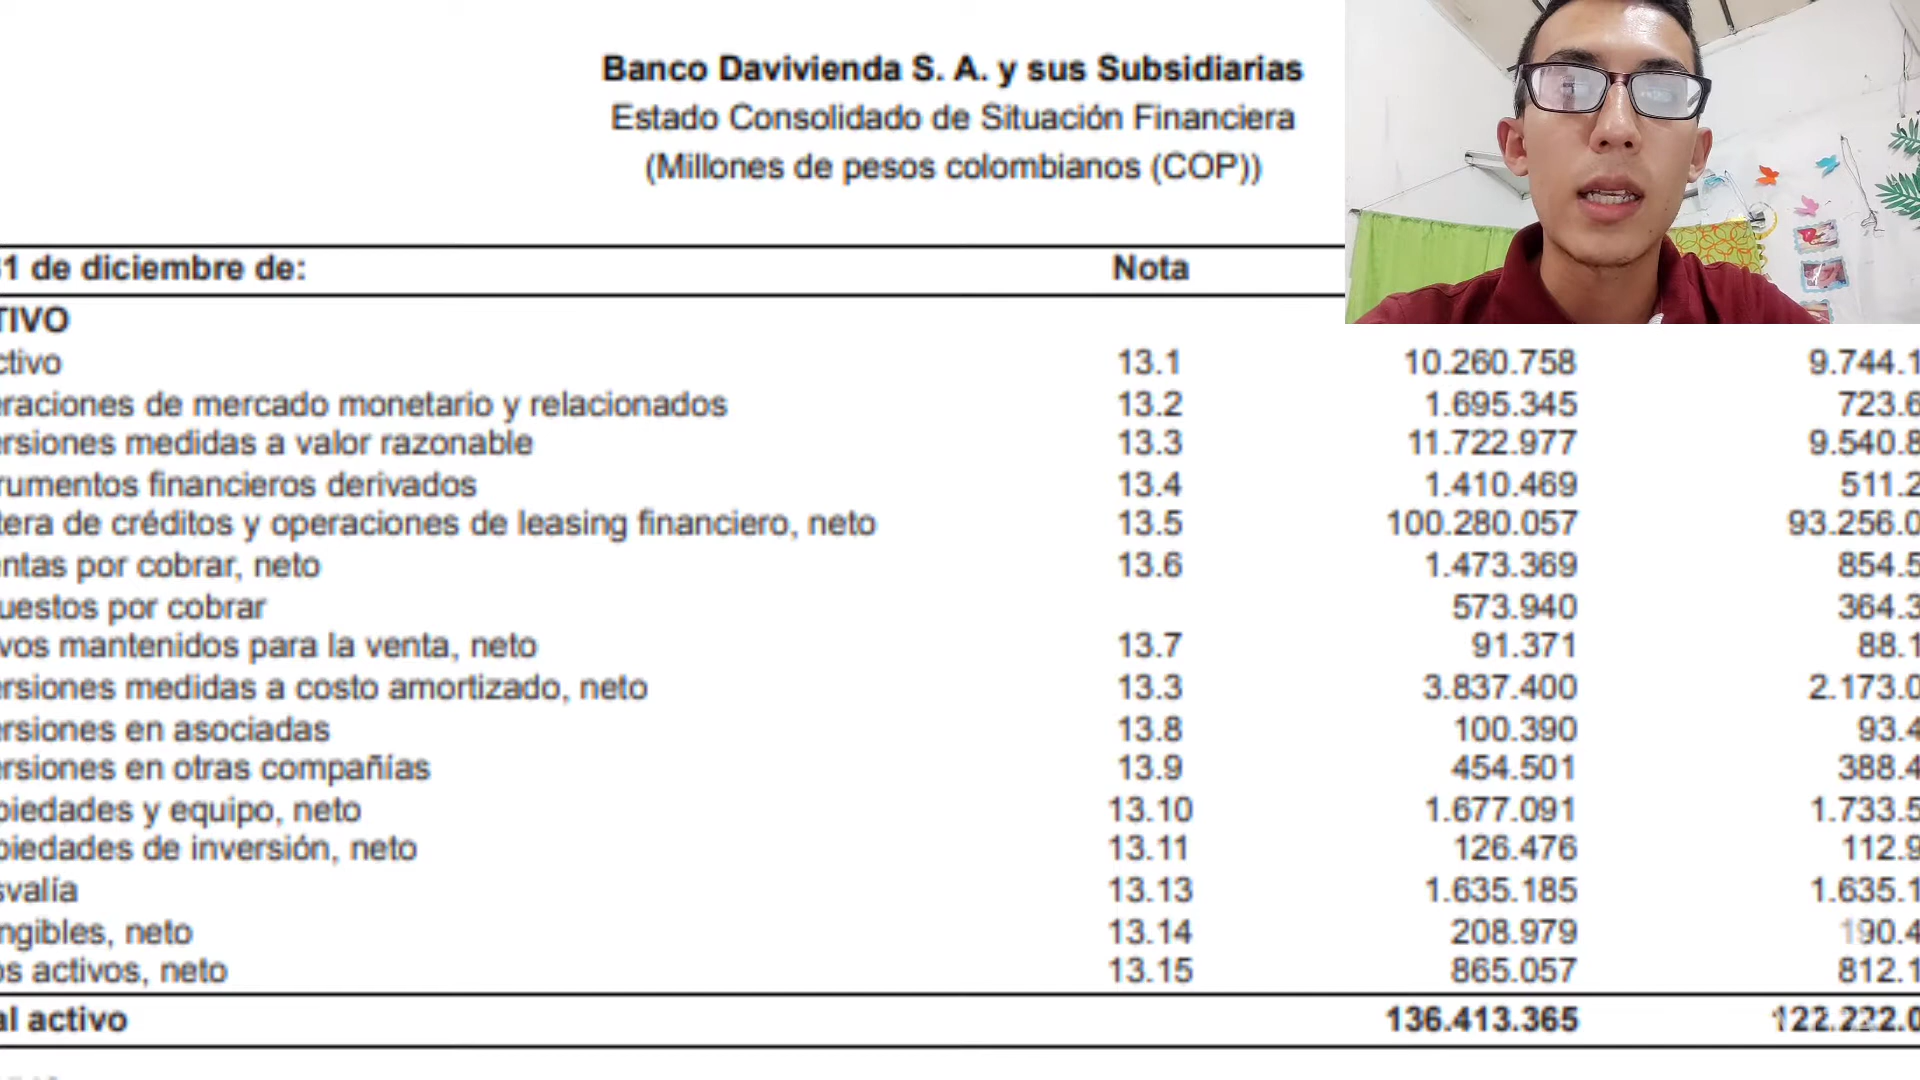 Banco Davivienda S. A. y sus Subsidiarias
Estado Consolidado de Situación Financiera
(Millones de pesos colombianos (COP))
31 de diciembre de: Nota
TIVO
ctivo 13.1 10.260.758 9.744.1
eraciones de mercado monetario y relacionados 13.2 1.695.345 723.6
ersiones medidas a valor razonable 13.3 11.722.977 9.540.8
rumentos financieros derivados 13.4 1.410.469 511.2
tera de créditos y operaciones de leasing financiero, neto 13.5 100.280.057 93.256.0
entas por cobrar, neto 13.6 1.473.369 854.5
uestos por cobrar 573.940 364.3
ivos mantenidos para la venta, neto 13.7 91.371 88.1
ersiones medidas a costo amortizado, neto 13.3 3.837.400 2.173.0
ersiones en asociadas 13.8 100.390 93.4
ersiones en otras compañías 13.9 454.501 388.4
piedades y equipo, neto 13.10 1.677.091 1.733.5
piedades de inversión, neto 13.11 126.476 112.9
svalía 13.13 1.635.185 1.635.1
ngibles, neto 13.14 208.979 190.4
os activos, neto 13.15 865.057 812.1
al activo 136.413.365 122.222.0